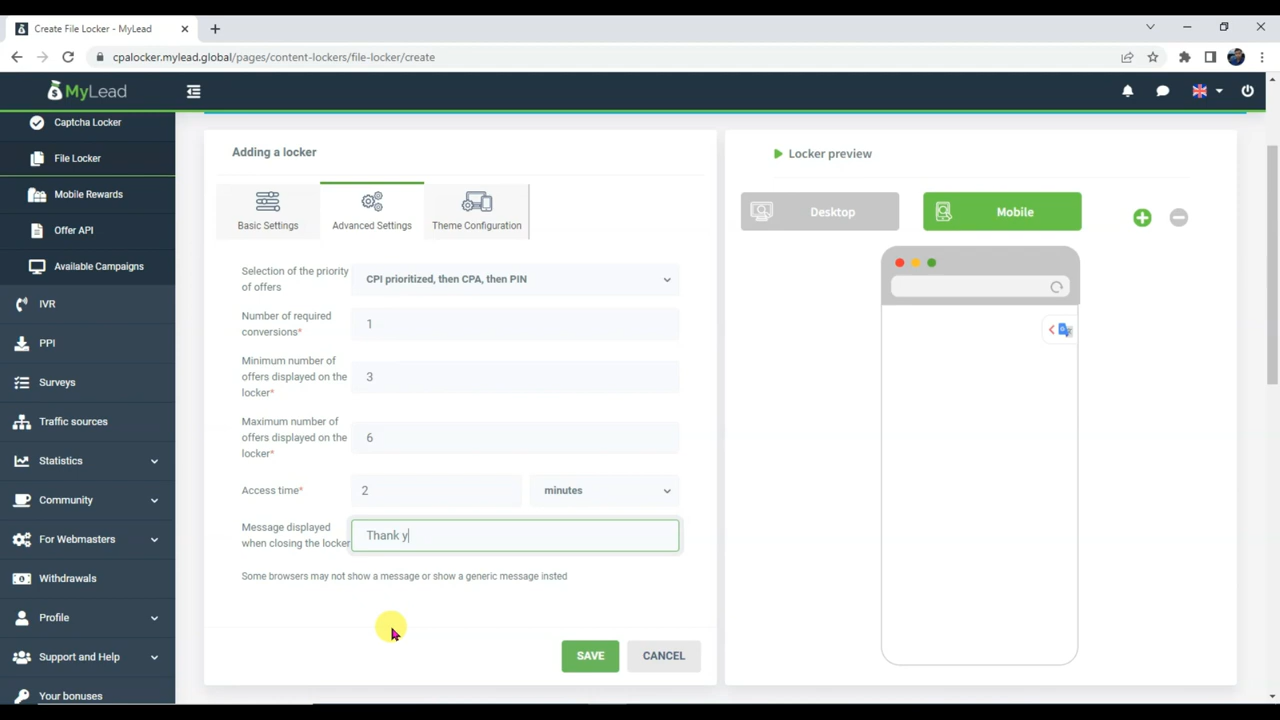 Create File Locker - MyLead
cpalocker.mylead.global/pages/content-lockers/file-locker/create
MyLead
Captcha Locker
File Locker
Mobile Rewards
Offer API
Available Campaigns
IVR
PPI
Surveys
Traffic sources
Statistics
Community
For Webmasters
Withdrawals
Profile
Support and Help
Your bonuses
Adding a locker
Basic Settings
Advanced Settings
Theme Configuration
Selection of the priority
of offers
CPI prioritized, then CPA, then PIN
Number of required
conversions*
1
Minimum number of
offers displayed on the
locker*
3
Maximum number of
offers displayed on the
locker*
6
Access time*
2
minutes
Message displayed
when closing the locker
Thank y
Some browsers may not show a message or show a generic message insted
SAVE
CANCEL
Locker preview
Desktop
Mobile